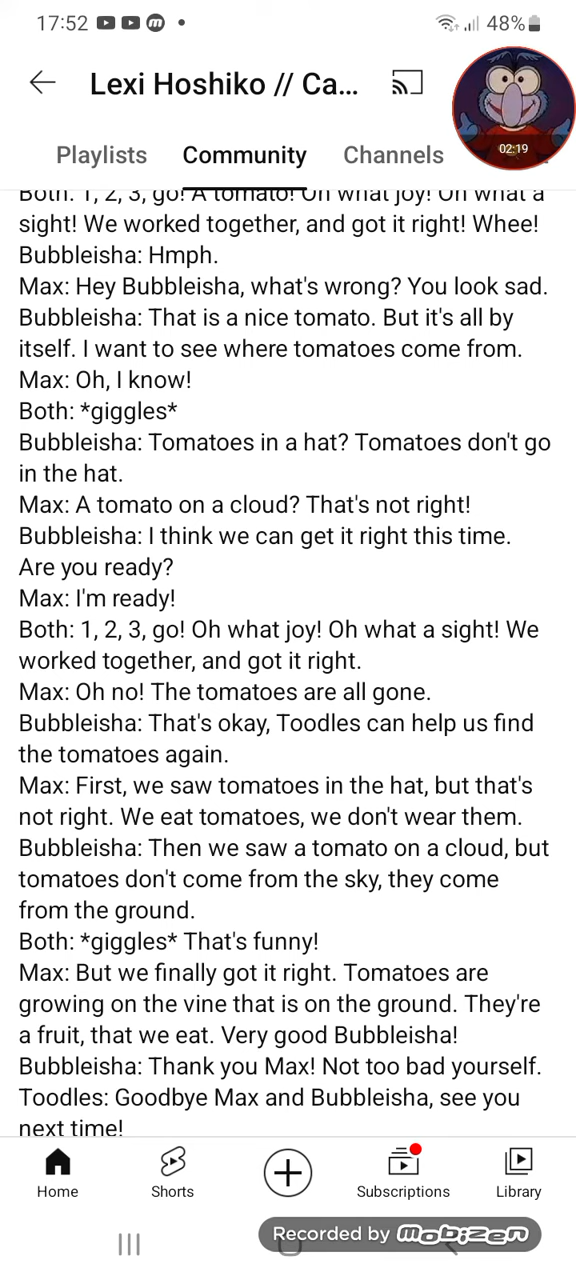 17:52
48%
Lexi Hoshiko // Ca...
02:19
Playlists
Community
Channels
Both: 1, 2, 3, go! A tomato! Oh what joy! Oh what a
sight! We worked together, and got it right! Whee!
Bubbleisha: Hmph.
Max: Hey Bubbleisha, what's wrong? You look sad.
Bubbleisha: That is a nice tomato. But it's all by
itself. I want to see where tomatoes come from.
Max: Oh, I know!
Both: *giggles*
Bubbleisha: Tomatoes in a hat? Tomatoes don't go
in the hat.
Max: A tomato on a cloud? That's not right!
Bubbleisha: I think we can get it right this time.
Are you ready?
Max: I'm ready!
Both: 1, 2, 3, go! Oh what joy! Oh what a sight! We
worked together, and got it right.
Max: Oh no! The tomatoes are all gone.
Bubbleisha: That's okay, Toodles can help us find
the tomatoes again.
Max: First, we saw tomatoes in the hat, but that's
not right. We eat tomatoes, we don't wear them.
Bubbleisha: Then we saw a tomato on a cloud, but
tomatoes don't come from the sky, they come
from the ground.
Both: *giggles* That's funny!
Max: But we finally got it right. Tomatoes are
growing on the vine that is on the ground. They're
a fruit, that we eat. Very good Bubbleisha!
Bubbleisha: Thank you Max! Not too bad yourself.
Toodles: Goodbye Max and Bubbleisha, see you
next time!
Home
Shorts
Subscriptions
Library
Recorded by mobizen